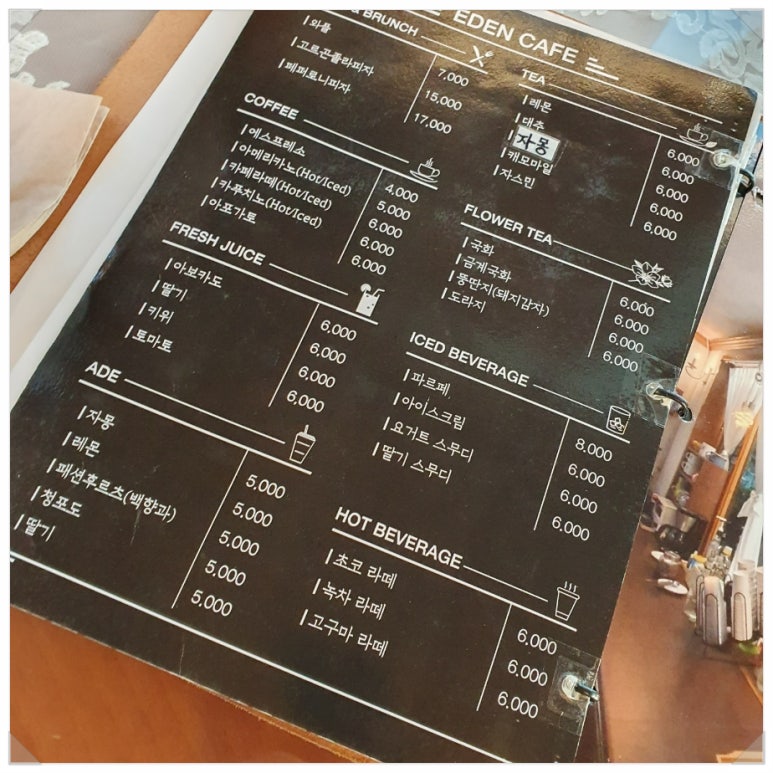 EDEN CAFE
& BRUNCH
와플 7,000
고르곤졸라피자 15,000
페퍼로니피자 17,000
COFFEE
에스프레소 4,000
아메리카노(Hot/Iced) 5,000
카페라떼(Hot/Iced) 6,000
카푸치노(Hot/Iced) 6,000
아포가토 6,000
FRESH JUICE
아보카도 6,000
딸기 6,000
키위 6,000
토마토 6,000
ADE
자몽 5,000
레몬 5,000
패션후르츠(백향과) 5,000
청포도 5,000
딸기 5,000
TEA
레몬 6,000
대추 6,000
자몽 6,000
캐모마일 6,000
자스민 6,000
FLOWER TEA
국화 6,000
금계국화 6,000
뚱딴지(돼지감자) 6,000
도라지 6,000
ICED BEVERAGE
파르페 8,000
아이스크림 6,000
요거트 스무디 6,000
딸기 스무디 6,000
HOT BEVERAGE
초코 라떼 6,000
녹차 라떼 6,000
고구마 라떼 6,000